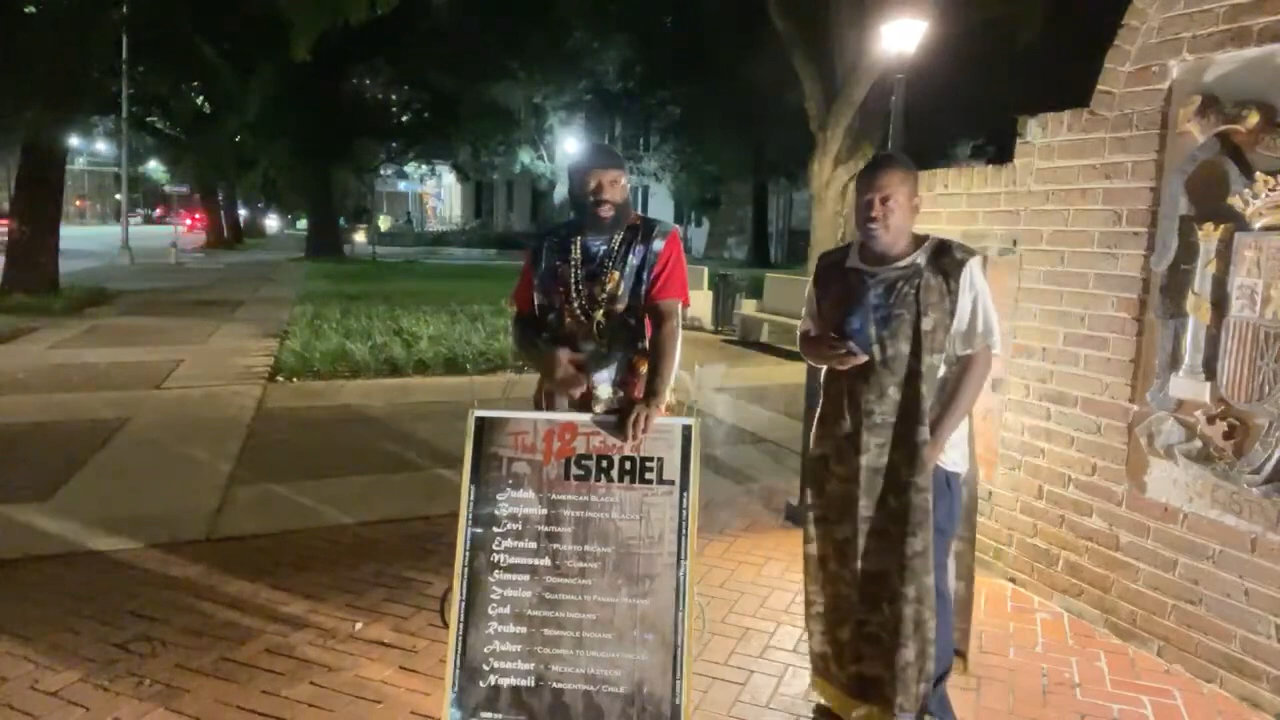 The 12 Tribes of
ISRAEL
Judah - "AMERICAN BLACKS"
Benjamin - "WEST INDIES BLACKS"
Levi - "HAITIANS"
Ephraim - "PUERTO RICANS"
Manasseh - "CUBANS"
Simeon - "DOMINICANS"
Zebulon - "GUATEMALA TO PANAMA (MAYANS)"
Gad - "AMERICAN INDIANS"
Reuben - "SEMINOLE INDIANS"
Asher - "COLOMBIA TO URUGUAY (INCAS)"
Issachar - "MEXICAN (AZTECS)"
Naphtali - "ARGENTINA/ CHILE"